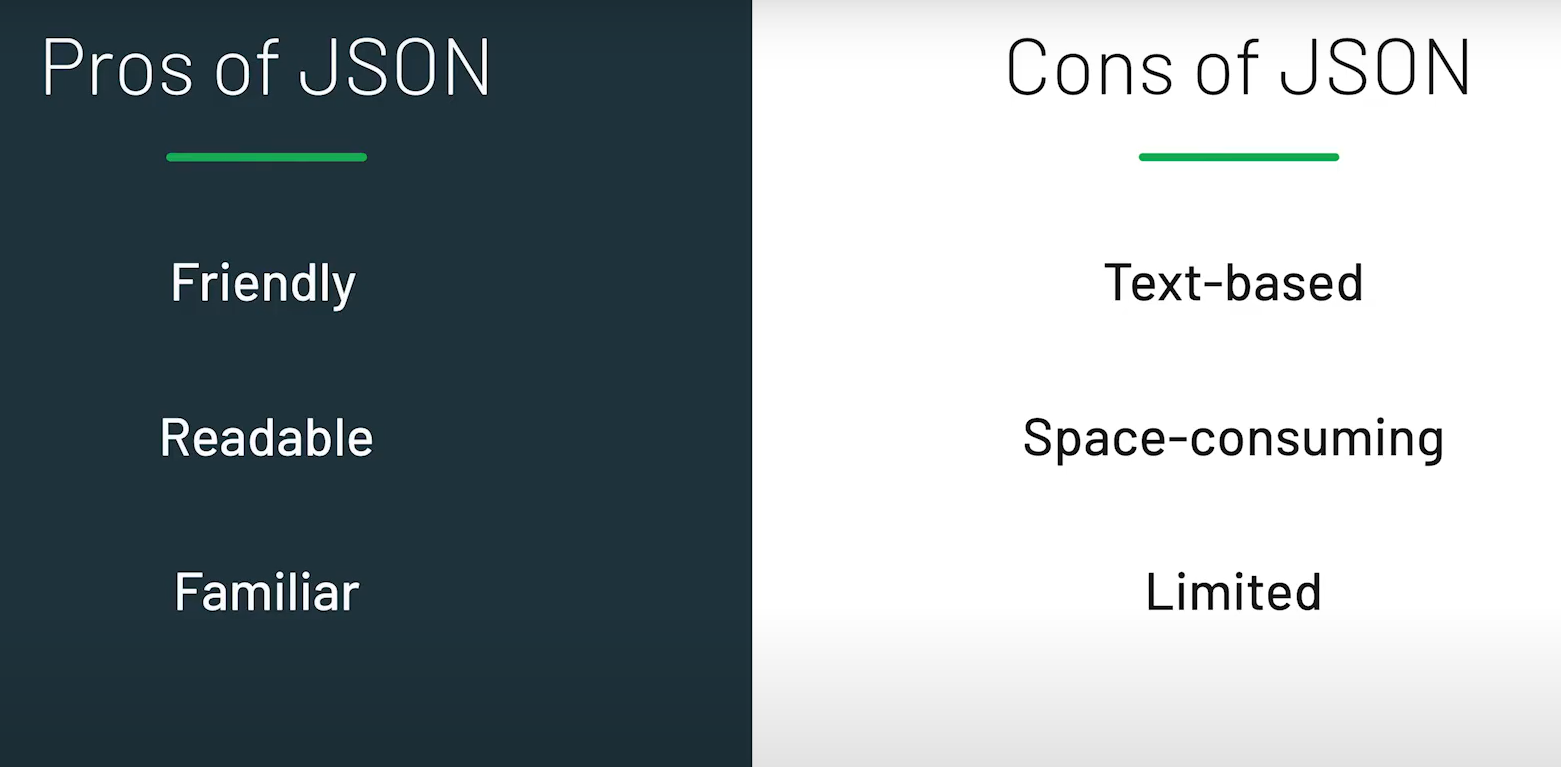 Pros of JSON
Friendly
Readable
Familiar
Cons of JSON
Text-based
Space-consuming
Limited